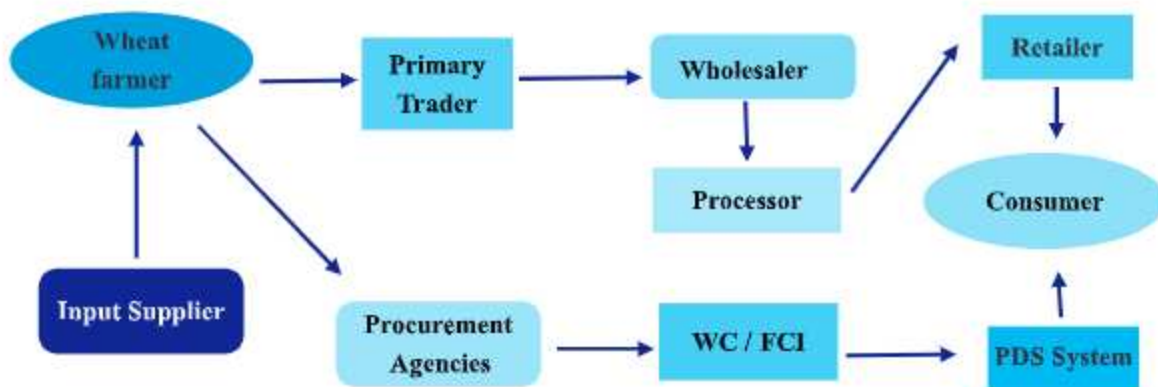 Wheat
farmer
Primary
Trader
Wholesaler
Retailer
Processor
Consumer
Input Supplier
Procurement
Agencies
WC / FCI
PDS System